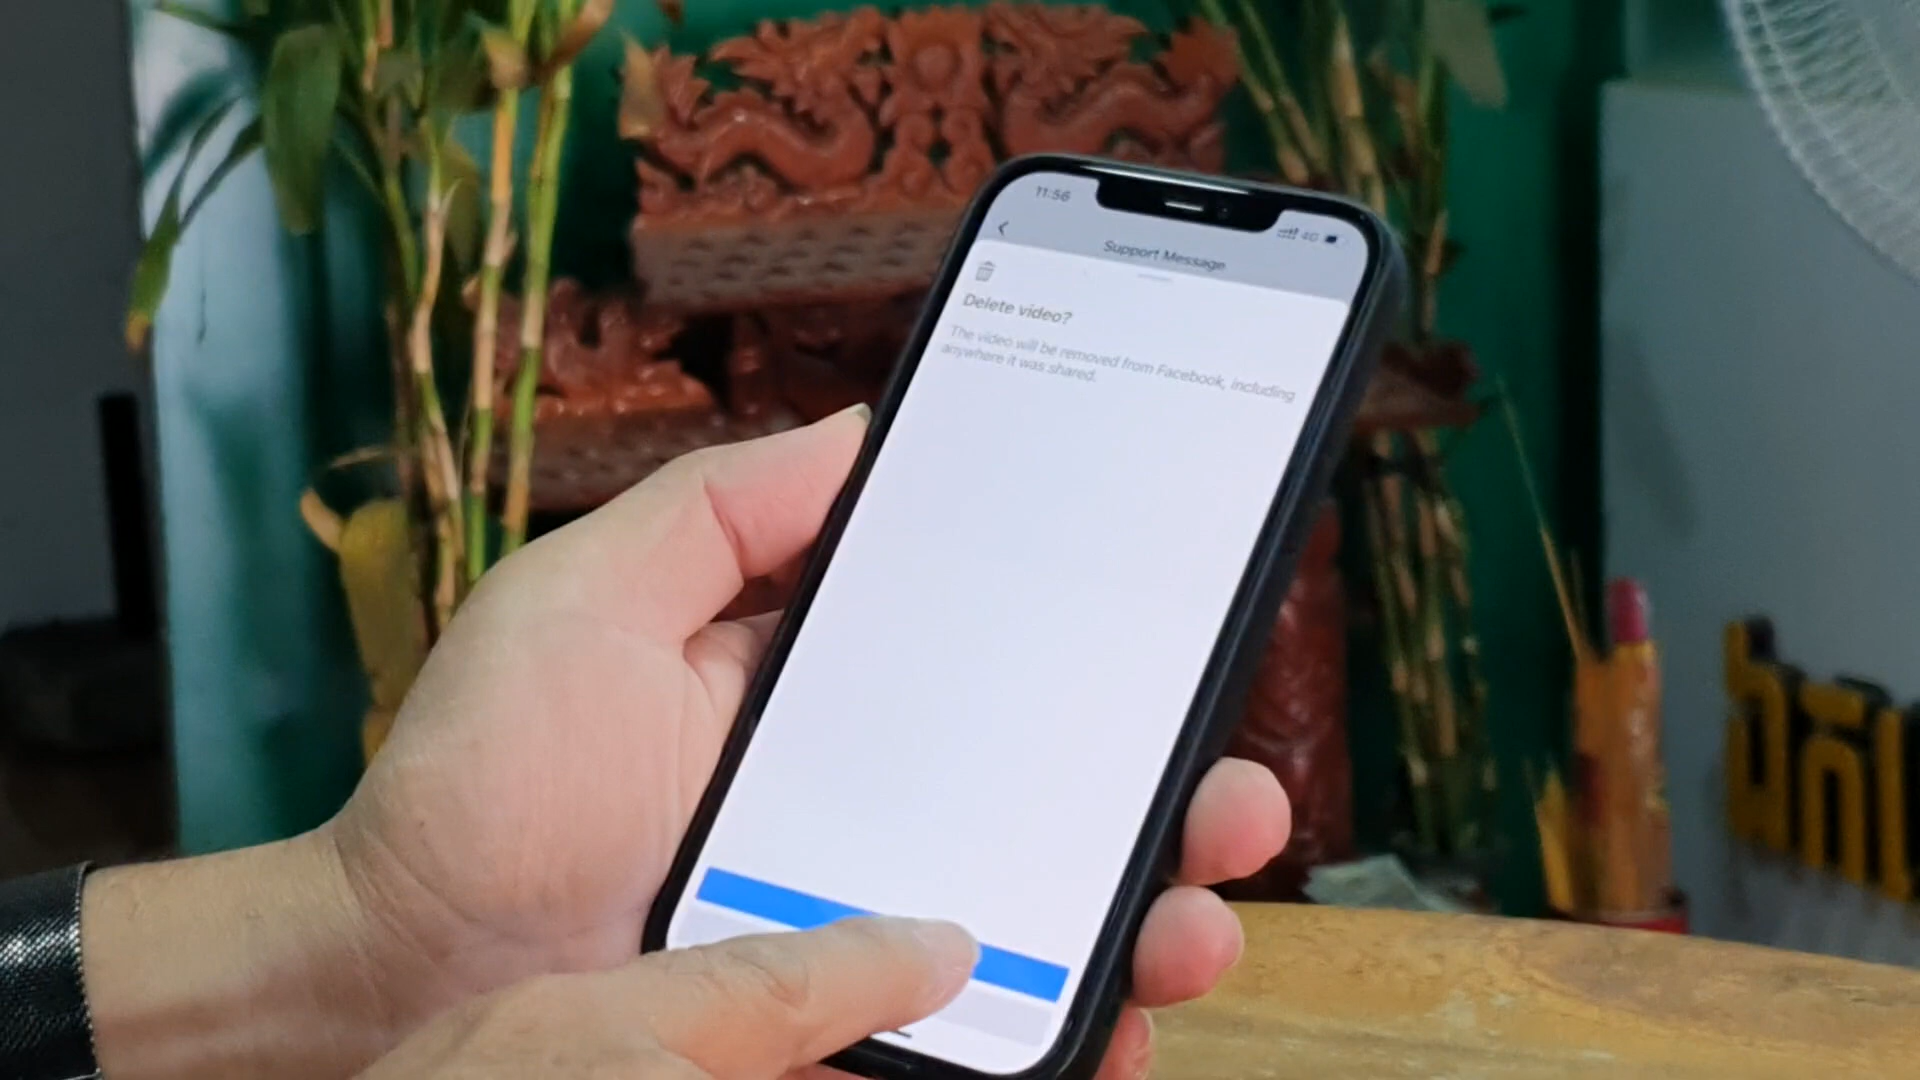 11:56
4G
Support Message
Delete video?
The video will be removed from Facebook, including
anywhere it was shared.